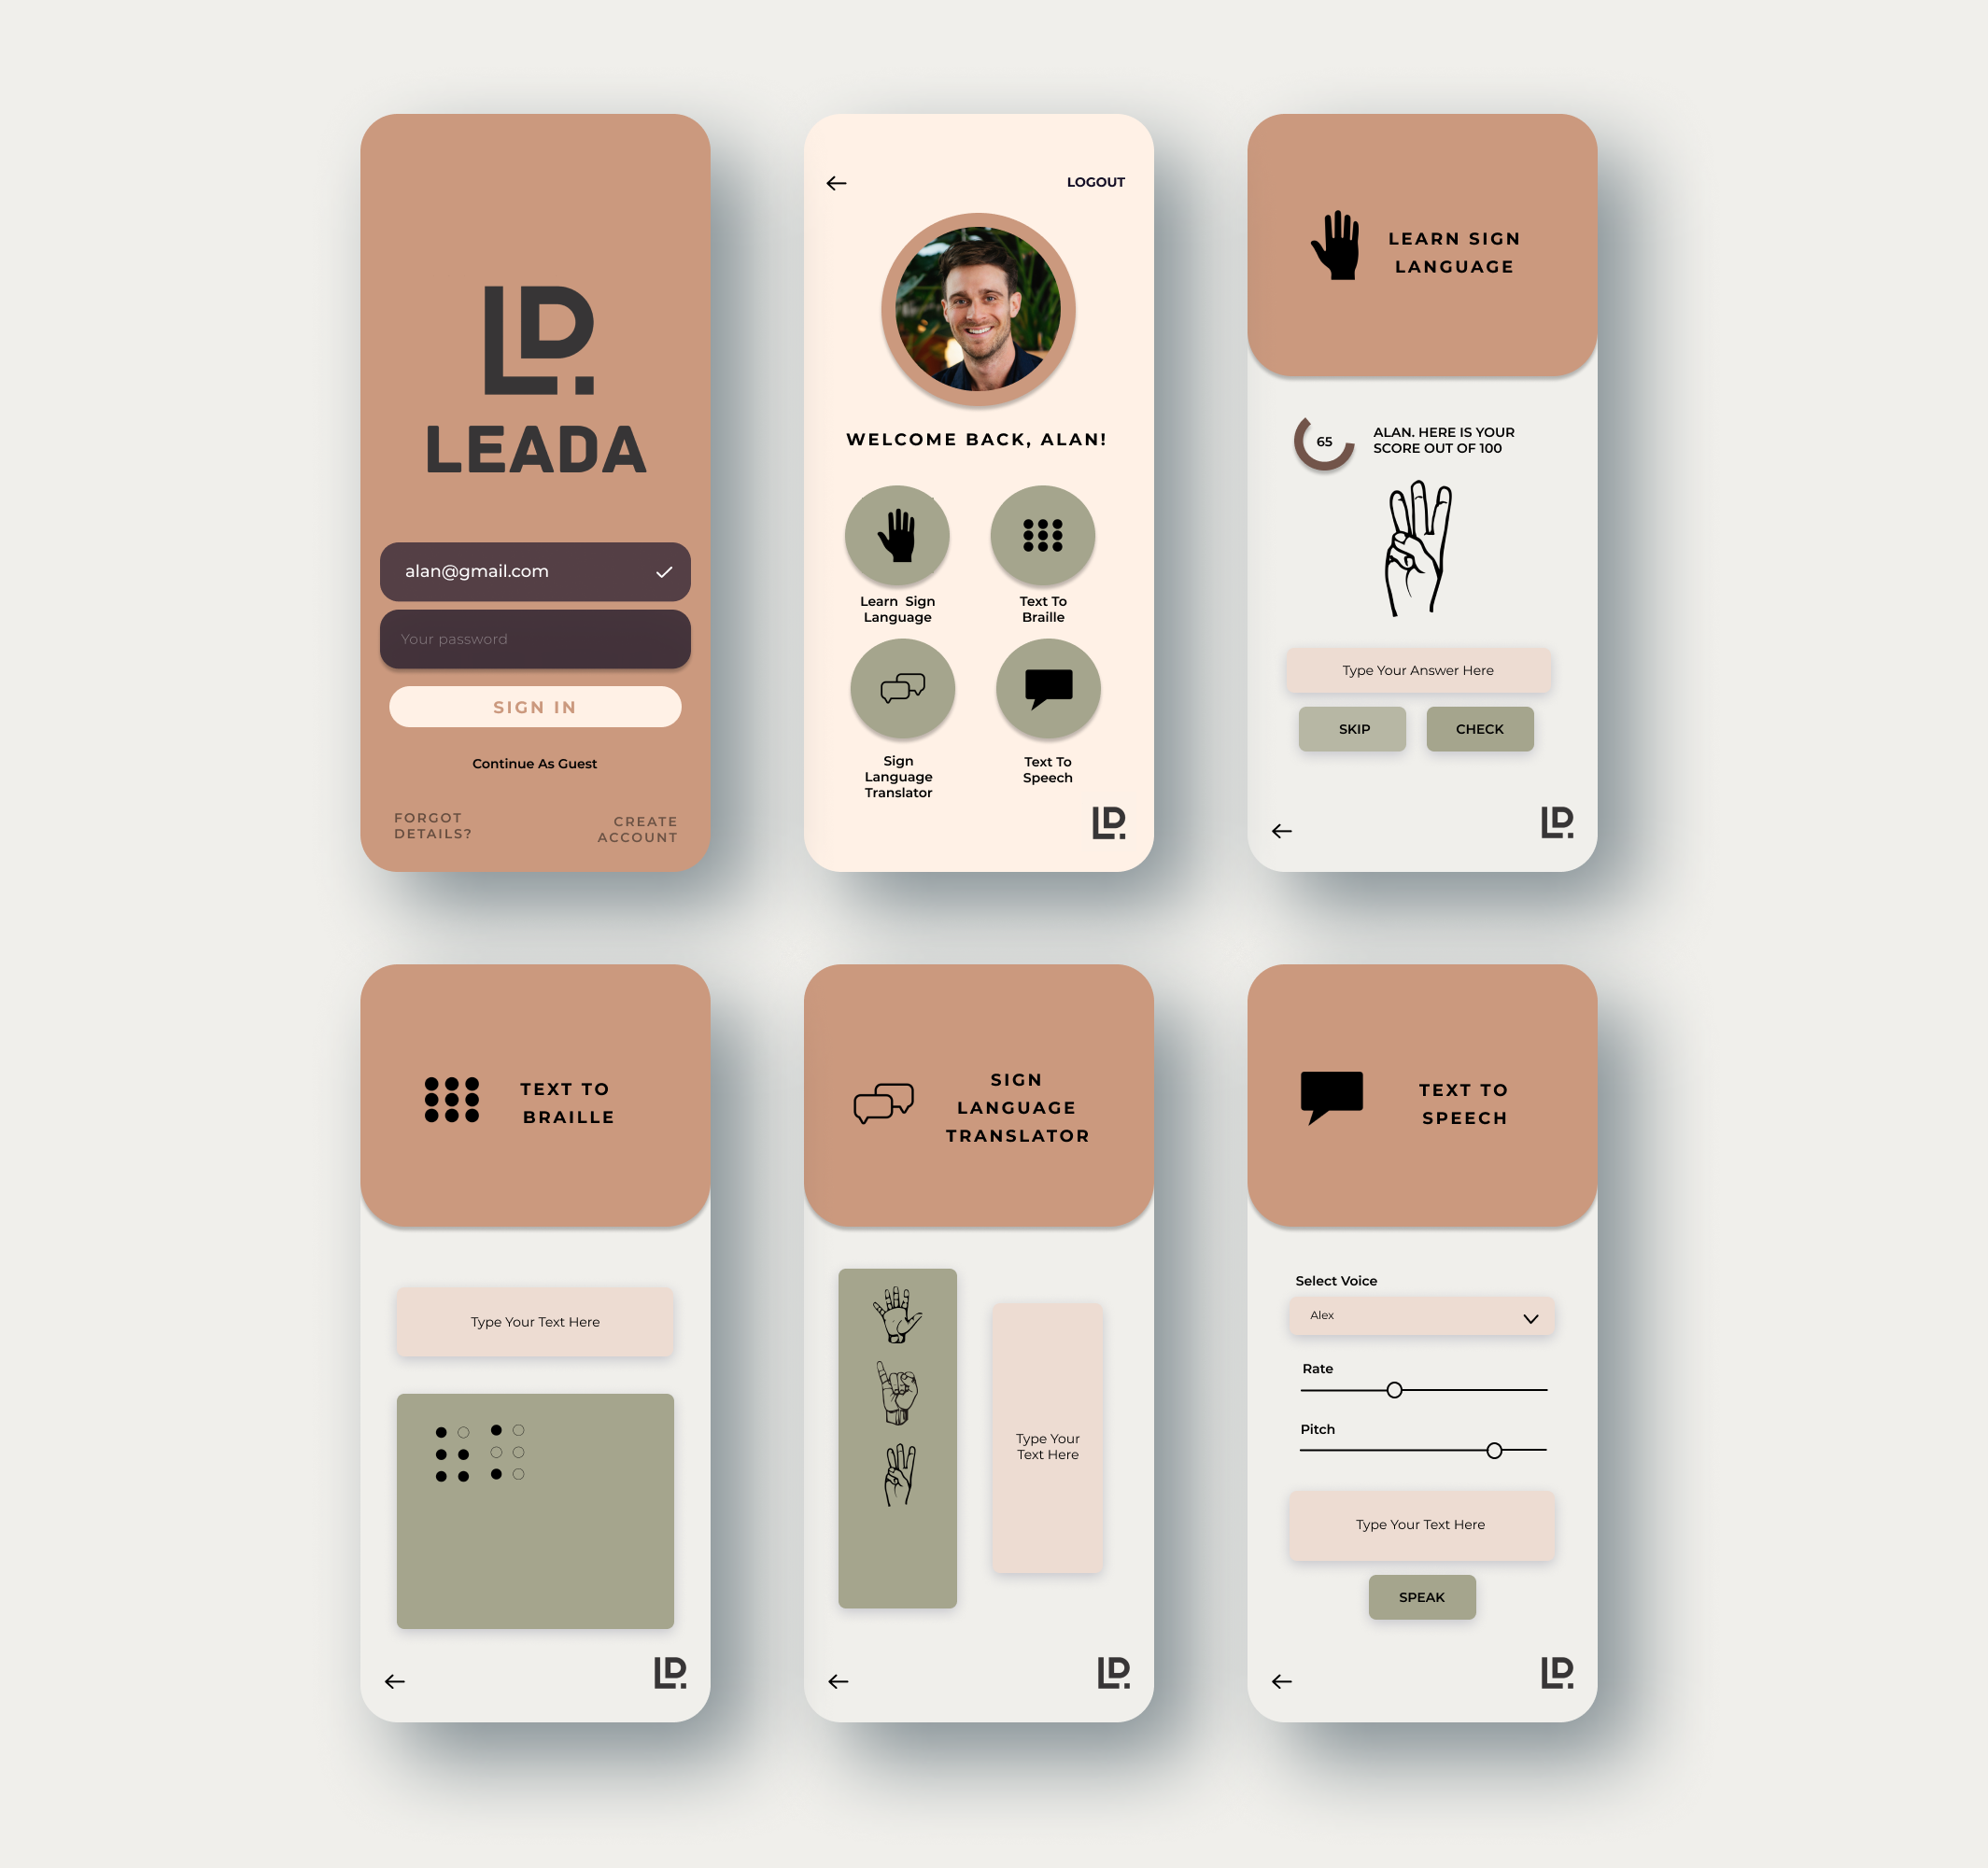 LD.
LEADA
alan@gmail.com
Your password
SIGN IN
Continue As Guest
FORGOT
DETAILS?
CREATE
ACCOUNT
LOGOUT
WELCOME BACK, ALAN!
Learn  Sign
Language
Text To
Braille
Sign
Language
Translator
Text To
Speech
LD.
LEARN SIGN
LANGUAGE
65
ALAN. HERE IS YOUR
SCORE OUT OF 100
Type Your Answer Here
SKIP
CHECK
LD.
TEXT TO
BRAILLE
Type Your Text Here
LD.
SIGN
LANGUAGE
TRANSLATOR
Type Your
Text Here
LD.
TEXT TO
SPEECH
Select Voice
Alex
Rate
Pitch
Type Your Text Here
SPEAK
LD.